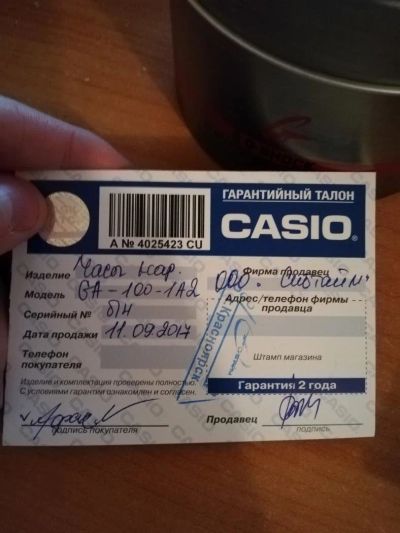 ГАРАНТИЙНЫЙ ТАЛОН
CASIO®
А № 4025423 CU
Изделие Часы нар.
Модель GA-100-1A2
Серийный № б/н
Дата продажи 11.09.2017
Телефон
покупателя
Изделие и комплектация проверены полностью.
С условиями гарантии ознакомлен и согласен.
подпись покупателя
Фирма продавец
ООО "Сибтайм"
Адрес/телефон фирмы
продавца
г. Красноярск
Штамп магазина
Гарантия 2 года
Продавец
подпись